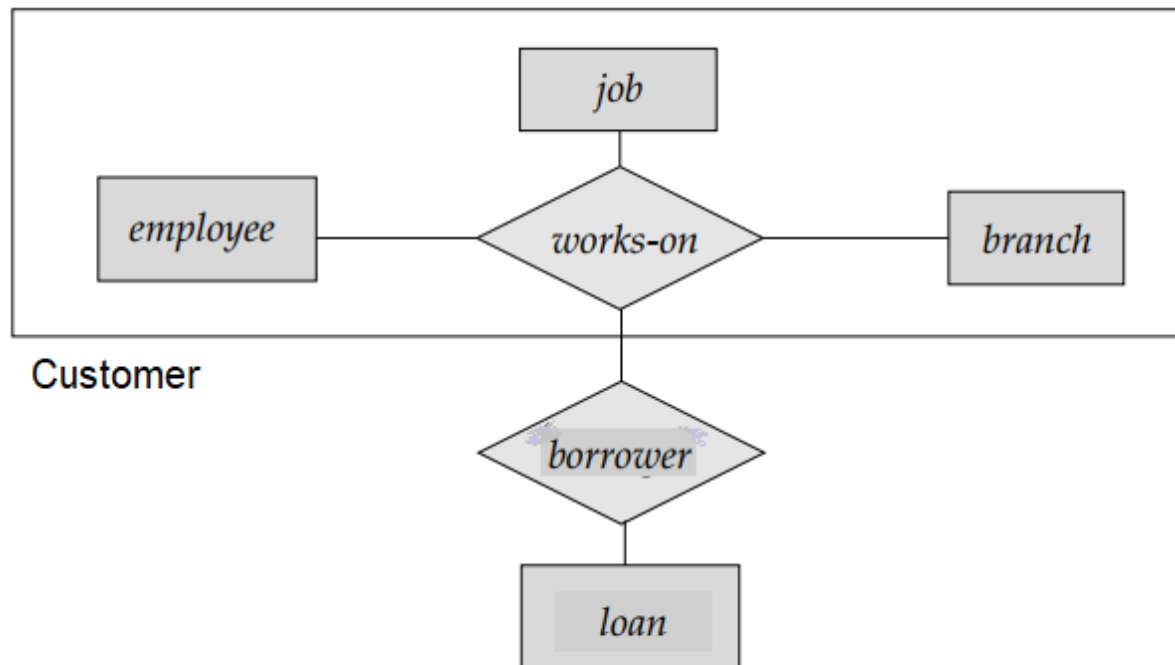 job
employee
works-on
branch
Customer
borrower
loan